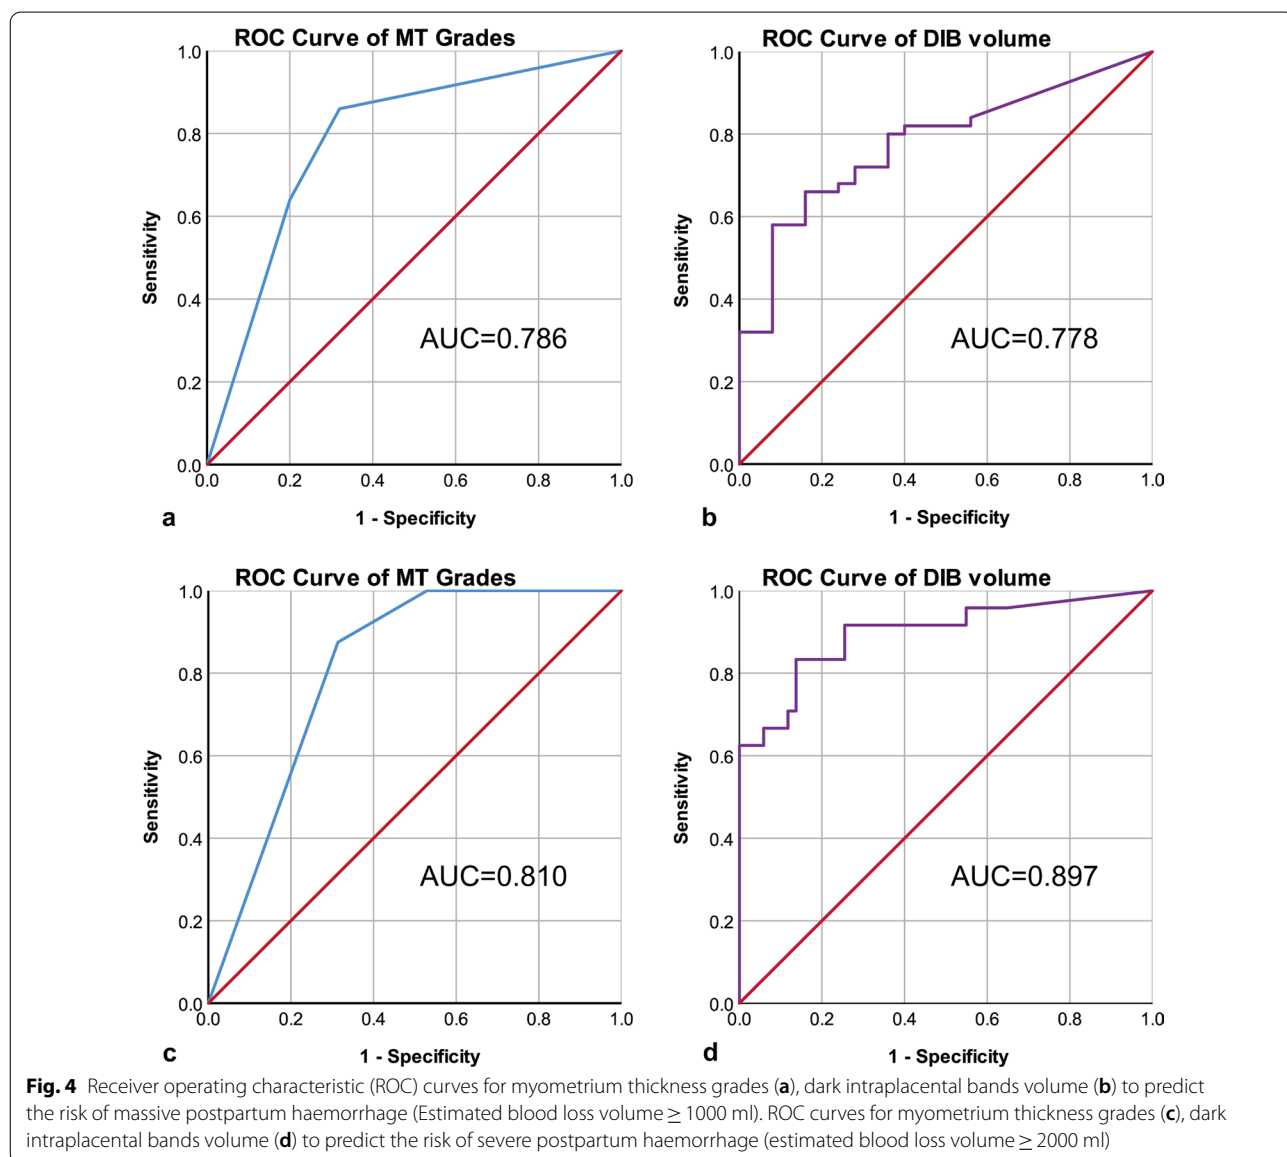 ROC Curve of MT Grades
1.0
0.8
0.6
0.4
0.2
0.0
Sensitivity
AUC=0.786
0.0 0.2 0.4 0.6 0.8 1.0
1 - Specificity
a
ROC Curve of DIB volume
1.0
0.8
0.6
0.4
0.2
0.0
Sensitivity
AUC=0.778
0.0 0.2 0.4 0.6 0.8 1.0
1 - Specificity
b
ROC Curve of MT Grades
1.0
0.8
0.6
0.4
0.2
0.0
Sensitivity
AUC=0.810
0.0 0.2 0.4 0.6 0.8 1.0
1 - Specificity
c
ROC Curve of DIB volume
1.0
0.8
0.6
0.4
0.2
0.0
Sensitivity
AUC=0.897
0.0 0.2 0.4 0.6 0.8 1.0
1 - Specificity
d
Fig. 4 Receiver operating characteristic (ROC) curves for myometrium thickness grades (a), dark intraplacental bands volume (b) to predict
the risk of massive postpartum haemorrhage (Estimated blood loss volume ≥ 1000 ml). ROC curves for myometrium thickness grades (c), dark
intraplacental bands volume (d) to predict the risk of severe postpartum haemorrhage (estimated blood loss volume ≥ 2000 ml)